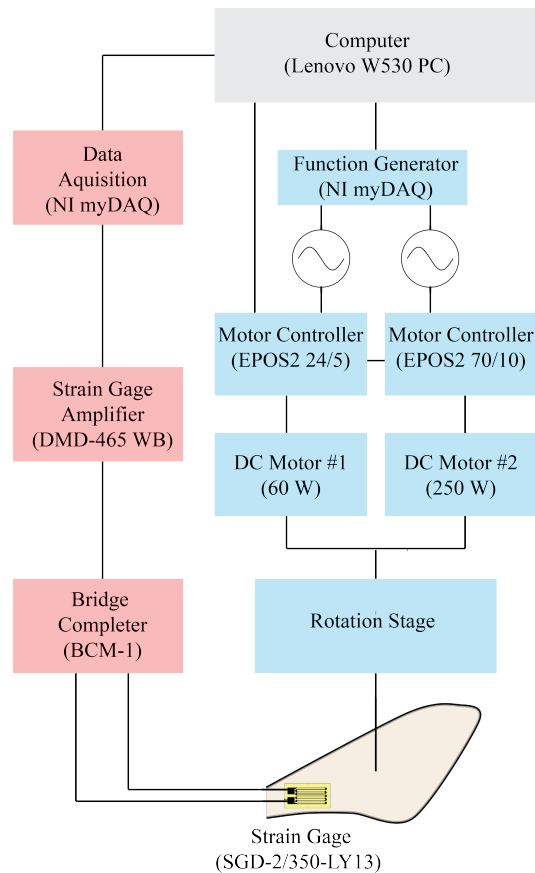 Computer
(Lenovo W530 PC)
Data
Aquisition
(NI myDAQ)
Function Generator
(NI myDAQ)
Motor Controller
(EPOS2 24/5)
Motor Controller
(EPOS2 70/10)
Strain Gage
Amplifier
(DMD-465 WB)
DC Motor #1
(60 W)
DC Motor #2
(250 W)
Bridge
Completer
(BCM-1)
Rotation Stage
Strain Gage
(SGD-2/350-LY13)